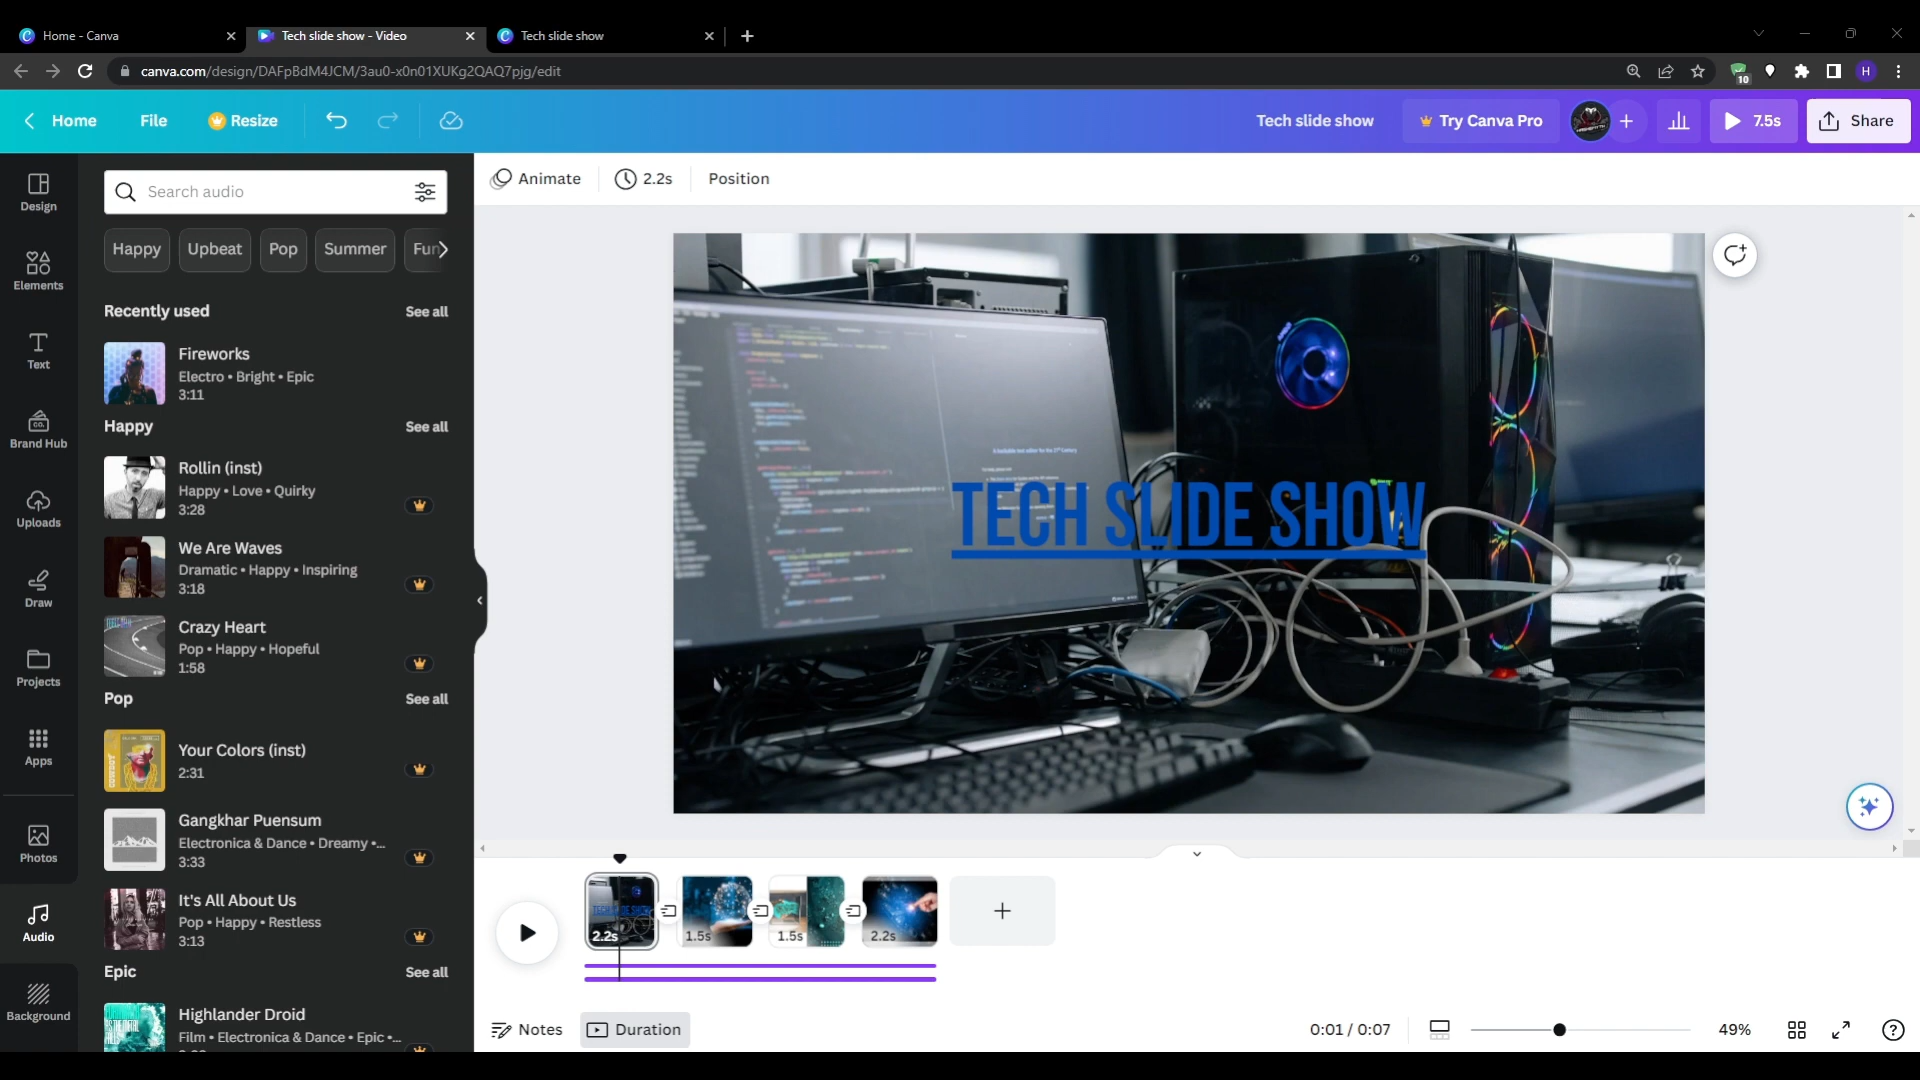 Home - Canva
Tech slide show - Video
Tech slide show
canva.com/design/DAFpBdM4JCM/3au0-x0n01XUKg2QAQ7pjg/edit
10
H
Home
File
Resize
Tech slide show
Try Canva Pro
7.5s
Share
Design
Elements
Text
Brand Hub
CO.
Uploads
Draw
Projects
Apps
Photos
Audio
Background
Search audio
Happy
Upbeat
Pop
Summer
Fun
Recently used
See all
Fireworks
Electro • Bright • Epic
3:11
Happy
See all
Rollin (inst)
Happy • Love • Quirky
3:28
We Are Waves
Dramatic • Happy • Inspiring
3:18
Crazy Heart
Pop • Happy • Hopeful
1:58
Pop
See all
Your Colors (inst)
2:31
Gangkhar Puensum
Electronica & Dance • Dreamy •...
3:33
It's All About Us
Pop • Happy • Restless
3:13
Epic
See all
Highlander Droid
Film • Electronica & Dance • Epic •...
Animate
2.2s
Position
TECH SLIDE SHOW
TECH SLIDE SHOW
2.2s
1.5s
1.5s
2.2s
Notes
Duration
0:01 / 0:07
49%